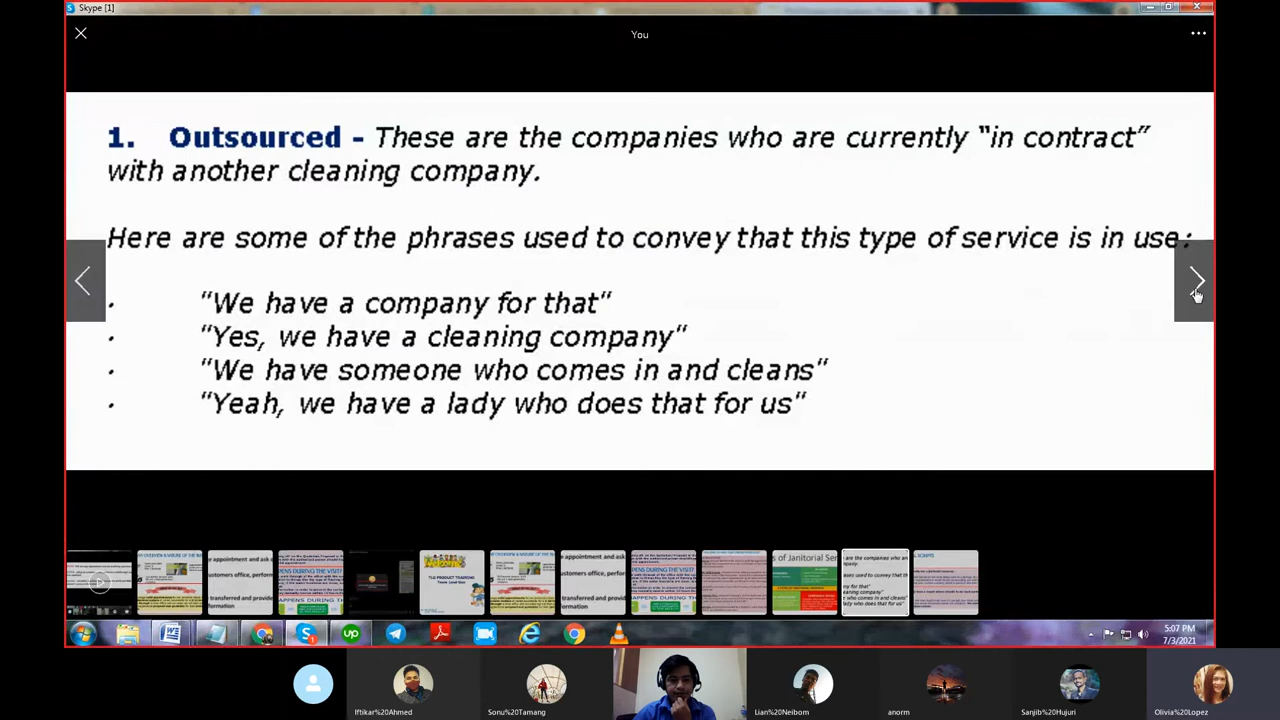 Skype [1]
You
1. Outsourced - These are the companies who are currently “in contract”
with another cleaning company.
Here are some of the phrases used to convey that this type of service is in use:
· "We have a company for that"
· "Yes, we have a cleaning company"
· "We have someone who comes in and cleans"
· "Yeah, we have a lady who does that for us"
5:07 PM
7/3/2021
Iftikar%20Ahmed
Sonu%20Tamang
Lian%20Neibom
anorm
Sanjib%20Hujuri
Olivia%20Lopez